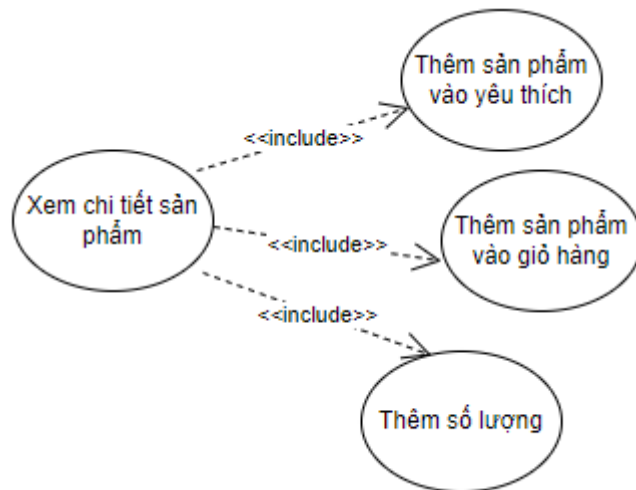 Thêm sản phẩm
vào yêu thích
<<include>>
Xem chi tiết sản
phẩm
Thêm sản phẩm
vào giỏ hàng
<<include>>
<<include>>
Thêm số lượng